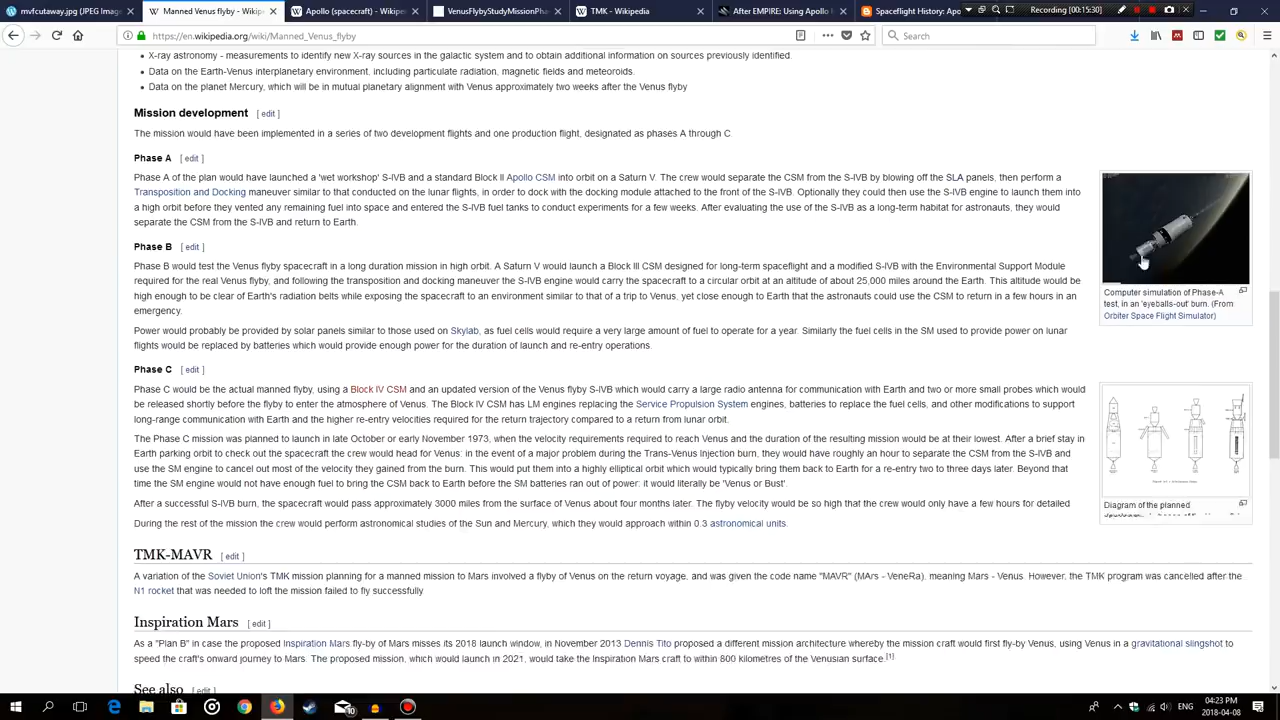 mvfcutaway.jpg (JPEG Imag
Manned Venus flyby - Wikipe
Apollo (spacecraft) - Wikiped
VenusFlybyStudyMissionPh
TMK - Wikipedia
After EMPIRE: Using Apollo
Spaceflight History: Apo
Recording 00:15:30
https://en.wikipedia.org/wiki/Manned_Venus_flyby
Search
X-ray astronomy - measurements to identify new X-ray sources in the galactic system and to obtain additional information on sources previously identified.
Data on the Earth-Venus interplanetary environment, including particulate radiation, magnetic fields and meteoroids.
Data on the planet Mercury, which will be in mutual planetary alignment with Venus approximately two weeks after the Venus flyby
Mission development [ edit ]
The mission would have been implemented in a series of two development flights and one production flight, designated as phases A through C
Phase A [ edit ]
Phase A of the plan would have launched a 'wet workshop' S-IVB and a standard Block II Apollo CSM into orbit on a Saturn V. The crew would separate the CSM from the S-IVB by blowing off the SLA panels, then perform a
Transposition and Docking maneuver similar to that conducted on the lunar flights, in order to dock with the docking module attached to the front of the S-IVB. Optionally they could then use the S-IVB engine to launch them into
a high orbit before they vented any remaining fuel into space and entered the S-IVB fuel tanks to conduct experiments for a few weeks. After evaluating the use of the S-IVB as a long-term habitat for astronauts, they would
separate the CSM from the S-IVB and return to Earth.
Phase B [ edit ]
Phase B would test the Venus flyby spacecraft in a long duration mission in high orbit. A Saturn V would launch a Block III CSM designed for long-term spaceflight and a modified S-IVB with the Environmental Support Module
required for the real Venus flyby, and following the transposition and docking maneuver the S-IVB engine would carry the spacecraft to a circular orbit at an altitude of about 25,000 miles around the Earth. This altitude would be
high enough to be clear of Earth's radiation belts while exposing the spacecraft to an environment similar to that of a trip to Venus, yet close enough to Earth that the astronauts could use the CSM to return in a few hours in an
emergency.
Power would probably be provided by solar panels similar to those used on Skylab, as fuel cells would require a very large amount of fuel to operate for a year. Similarly the fuel cells in the SM used to provide power on lunar
flights would be replaced by batteries which would provide enough power for the duration of launch and re-entry operations.
Computer simulation of Phase-A
test, in an 'eyeballs-out' burn. (From
Orbiter Space Flight Simulator)
Phase C [ edit ]
Phase C would be the actual manned flyby, using a Block IV CSM and an updated version of the Venus flyby S-IVB which would carry a large radio antenna for communication with Earth and two or more small probes which would
be released shortly before the flyby to enter the atmosphere of Venus. The Block IV CSM has LM engines replacing the Service Propulsion System engines, batteries to replace the fuel cells, and other modifications to support
long-range communication with Earth and the higher re-entry velocities required for the return trajectory compared to a return from lunar orbit.
The Phase C mission was planned to launch in late October or early November 1973, when the velocity requirements required to reach Venus and the duration of the resulting mission would be at their lowest. After a brief stay in
Earth parking orbit to check out the spacecraft the crew would head for Venus: in the event of a major problem during the Trans-Venus Injection burn, they would have roughly an hour to separate the CSM from the S-IVB and
use the SM engine to cancel out most of the velocity they gained from the burn. This would put them into a highly elliptical orbit which would typically bring them back to Earth for a re-entry two to three days later. Beyond that
time the SM engine would not have enough fuel to bring the CSM back to Earth before the SM batteries ran out of power: it would literally be 'Venus or Bust'.
After a successful S-IVB burn, the spacecraft would pass approximately 3000 miles from the surface of Venus about four months later. The flyby velocity would be so high that the crew would only have a few hours for detailed
During the rest of the mission the crew would perform astronomical studies of the Sun and Mercury, which they would approach within 0.3 astronomical units.
Diagram of the planned
TMK-MAVR [ edit ]
A variation of the Soviet Union's TMK mission planning for a manned mission to Mars involved a flyby of Venus on the return voyage, and was given the code name "MAVR" (MArs - VeneRa). meaning Mars - Venus. However, the TMK program was cancelled after the
N1 rocket that was needed to loft the mission failed to fly successfully
Inspiration Mars [ edit ]
As a "Plan B" in case the proposed Inspiration Mars fly-by of Mars misses its 2018 launch window, in November 2013 Dennis Tito proposed a different mission architecture whereby the mission craft would first fly-by Venus, using Venus in a gravitational slingshot to
speed the craft's onward journey to Mars. The proposed mission, which would launch in 2021, would take the Inspiration Mars craft to within 800 kilometres of the Venusian surface.[1]
See also [ edit ]
10
ENG
04:23 PM
2018-04-08